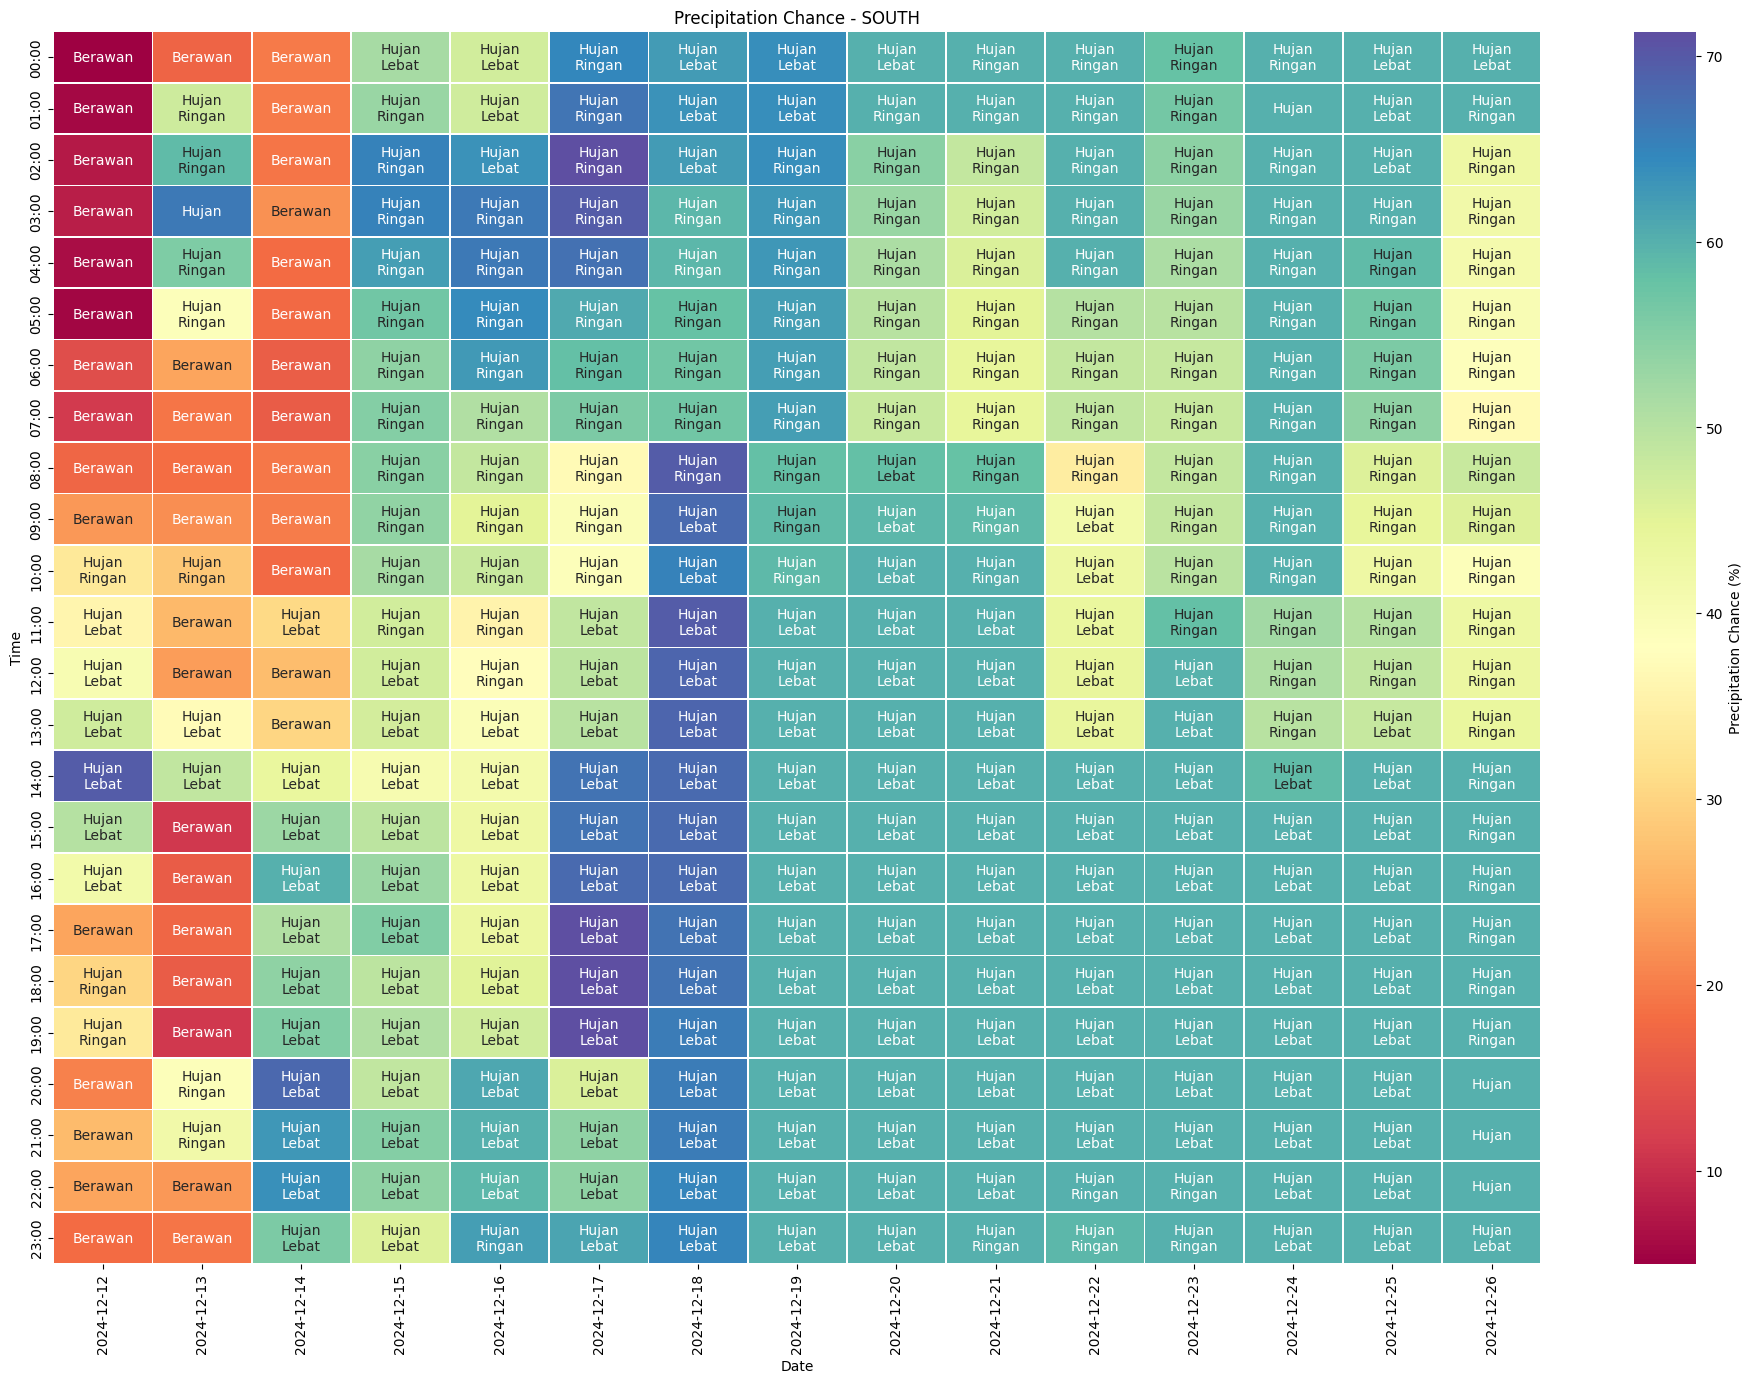 Precipitation Chance - SOUTH
00:00 Berawan Berawan Berawan Hujan Lebat Hujan Lebat Hujan Ringan Hujan Lebat Hujan Lebat Hujan Lebat Hujan Ringan Hujan Ringan Hujan Ringan Hujan Ringan Hujan Lebat Hujan Lebat
01:00 Berawan Hujan Ringan Berawan Hujan Ringan Hujan Lebat Hujan Ringan Hujan Lebat Hujan Lebat Hujan Ringan Hujan Ringan Hujan Ringan Hujan Ringan Hujan Hujan Lebat Hujan Ringan
02:00 Berawan Hujan Ringan Berawan Hujan Ringan Hujan Lebat Hujan Ringan Hujan Lebat Hujan Ringan Hujan Ringan Hujan Ringan Hujan Ringan Hujan Ringan Hujan Ringan Hujan Lebat Hujan Ringan
03:00 Berawan Hujan Berawan Hujan Ringan Hujan Ringan Hujan Ringan Hujan Ringan Hujan Ringan Hujan Ringan Hujan Ringan Hujan Ringan Hujan Ringan Hujan Ringan Hujan Ringan Hujan Ringan
04:00 Berawan Hujan Ringan Berawan Hujan Ringan Hujan Ringan Hujan Ringan Hujan Ringan Hujan Ringan Hujan Ringan Hujan Ringan Hujan Ringan Hujan Ringan Hujan Ringan Hujan Ringan Hujan Ringan
05:00 Berawan Hujan Ringan Berawan Hujan Ringan Hujan Ringan Hujan Ringan Hujan Ringan Hujan Ringan Hujan Ringan Hujan Ringan Hujan Ringan Hujan Ringan Hujan Ringan Hujan Ringan Hujan Ringan
06:00 Berawan Berawan Berawan Hujan Ringan Hujan Ringan Hujan Ringan Hujan Ringan Hujan Ringan Hujan Ringan Hujan Ringan Hujan Ringan Hujan Ringan Hujan Ringan Hujan Ringan Hujan Ringan
07:00 Berawan Berawan Berawan Hujan Ringan Hujan Ringan Hujan Ringan Hujan Ringan Hujan Ringan Hujan Ringan Hujan Ringan Hujan Ringan Hujan Ringan Hujan Ringan Hujan Ringan Hujan Ringan
08:00 Berawan Berawan Berawan Hujan Ringan Hujan Ringan Hujan Ringan Hujan Ringan Hujan Ringan Hujan Lebat Hujan Ringan Hujan Ringan Hujan Ringan Hujan Ringan Hujan Ringan Hujan Ringan
09:00 Berawan Berawan Berawan Hujan Ringan Hujan Ringan Hujan Ringan Hujan Lebat Hujan Ringan Hujan Lebat Hujan Ringan Hujan Lebat Hujan Ringan Hujan Ringan Hujan Ringan Hujan Ringan
10:00 Hujan Ringan Hujan Ringan Berawan Hujan Ringan Hujan Ringan Hujan Ringan Hujan Lebat Hujan Ringan Hujan Lebat Hujan Ringan Hujan Lebat Hujan Ringan Hujan Ringan Hujan Ringan Hujan Ringan
11:00 Hujan Lebat Berawan Hujan Lebat Hujan Ringan Hujan Ringan Hujan Lebat Hujan Lebat Hujan Lebat Hujan Lebat Hujan Lebat Hujan Lebat Hujan Ringan Hujan Ringan Hujan Ringan Hujan Ringan
12:00 Hujan Lebat Berawan Berawan Hujan Lebat Hujan Ringan Hujan Lebat Hujan Lebat Hujan Lebat Hujan Lebat Hujan Lebat Hujan Lebat Hujan Lebat Hujan Ringan Hujan Ringan Hujan Ringan
13:00 Hujan Lebat Hujan Lebat Berawan Hujan Lebat Hujan Lebat Hujan Lebat Hujan Lebat Hujan Lebat Hujan Lebat Hujan Lebat Hujan Lebat Hujan Lebat Hujan Ringan Hujan Lebat Hujan Ringan
14:00 Hujan Lebat Hujan Lebat Hujan Lebat Hujan Lebat Hujan Lebat Hujan Lebat Hujan Lebat Hujan Lebat Hujan Lebat Hujan Lebat Hujan Lebat Hujan Lebat Hujan Lebat Hujan Lebat Hujan Ringan
15:00 Hujan Lebat Berawan Hujan Lebat Hujan Lebat Hujan Lebat Hujan Lebat Hujan Lebat Hujan Lebat Hujan Lebat Hujan Lebat Hujan Lebat Hujan Lebat Hujan Lebat Hujan Lebat Hujan Ringan
16:00 Hujan Lebat Berawan Hujan Lebat Hujan Lebat Hujan Lebat Hujan Lebat Hujan Lebat Hujan Lebat Hujan Lebat Hujan Lebat Hujan Lebat Hujan Lebat Hujan Lebat Hujan Lebat Hujan Ringan
17:00 Berawan Berawan Hujan Lebat Hujan Lebat Hujan Lebat Hujan Lebat Hujan Lebat Hujan Lebat Hujan Lebat Hujan Lebat Hujan Lebat Hujan Lebat Hujan Lebat Hujan Lebat Hujan Ringan
18:00 Hujan Ringan Berawan Hujan Lebat Hujan Lebat Hujan Lebat Hujan Lebat Hujan Lebat Hujan Lebat Hujan Lebat Hujan Lebat Hujan Lebat Hujan Lebat Hujan Lebat Hujan Lebat Hujan Ringan
19:00 Hujan Ringan Berawan Hujan Lebat Hujan Lebat Hujan Lebat Hujan Lebat Hujan Lebat Hujan Lebat Hujan Lebat Hujan Lebat Hujan Lebat Hujan Lebat Hujan Lebat Hujan Lebat Hujan Ringan
20:00 Berawan Hujan Ringan Hujan Lebat Hujan Lebat Hujan Lebat Hujan Lebat Hujan Lebat Hujan Lebat Hujan Lebat Hujan Lebat Hujan Lebat Hujan Lebat Hujan Lebat Hujan Lebat Hujan
21:00 Berawan Hujan Ringan Hujan Lebat Hujan Lebat Hujan Lebat Hujan Lebat Hujan Lebat Hujan Lebat Hujan Lebat Hujan Lebat Hujan Lebat Hujan Lebat Hujan Lebat Hujan Lebat Hujan
22:00 Berawan Berawan Hujan Lebat Hujan Lebat Hujan Lebat Hujan Lebat Hujan Lebat Hujan Lebat Hujan Lebat Hujan Lebat Hujan Ringan Hujan Ringan Hujan Lebat Hujan Lebat Hujan
23:00 Berawan Berawan Hujan Lebat Hujan Lebat Hujan Ringan Hujan Lebat Hujan Lebat Hujan Lebat Hujan Lebat Hujan Ringan Hujan Ringan Hujan Ringan Hujan Lebat Hujan Lebat Hujan Lebat
Time
2024-12-12 2024-12-13 2024-12-14 2024-12-15 2024-12-16 2024-12-17 2024-12-18 2024-12-19 2024-12-20 2024-12-21 2024-12-22 2024-12-23 2024-12-24 2024-12-25 2024-12-26
Date
70
60
50
40
30
20
10
Precipitation Chance (%)